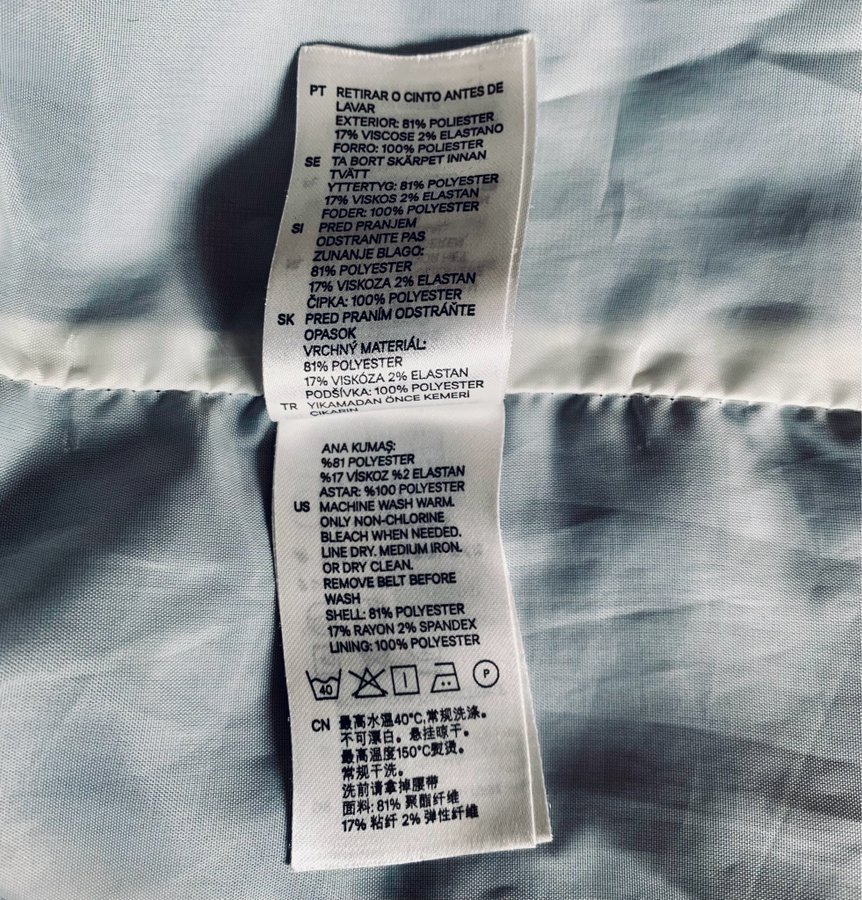 PT RETIRAR O CINTO ANTES DE
LAVAR
EXTERIOR: 81% POLIESTER
17% VISCOSE 2% ELASTANO
FORRO: 100% POLIESTER
SE TA BORT SKÄRPET INNAN
TVÄTT
YTTERTYG: 81% POLYESTER
17% VISKOS 2% ELASTAN
FODER: 100% POLYESTER
SI PRED PRANJEM
ODSTRANITE PAS
ZUNANJE BLAGO:
81% POLYESTER
17% VISKOZA 2% ELASTAN
ČIPKA: 100% POLYESTER
SK PRED PRANÍM ODSTRÁŇTE
OPASOK
VRCHNÝ MATERIÁL:
81% POLYESTER
17% VISKÓZA 2% ELASTAN
PODŠÍVKA: 100% POLYESTER
TR YIKAMADAN ÖNCE KEMERİ
ÇIKARIN
ANA KUMAŞ:
%81 POLYESTER
%17 VİSKOZ %2 ELASTAN
ASTAR: %100 POLYESTER
US MACHINE WASH WARM.
ONLY NON-CHLORINE
BLEACH WHEN NEEDED.
LINE DRY. MEDIUM IRON.
OR DRY CLEAN.
REMOVE BELT BEFORE
WASH
SHELL: 81% POLYESTER
17% RAYON 2% SPANDEX
LINING: 100% POLYESTER
40 P
CN 最高水温40°C,常规洗涤。
不可漂白。悬挂晾干。
最高温度150°C熨烫。
常规干洗。
洗前请拿掉腰带
面料: 81% 聚酯纤维
17% 粘纤 2% 弹性纤维